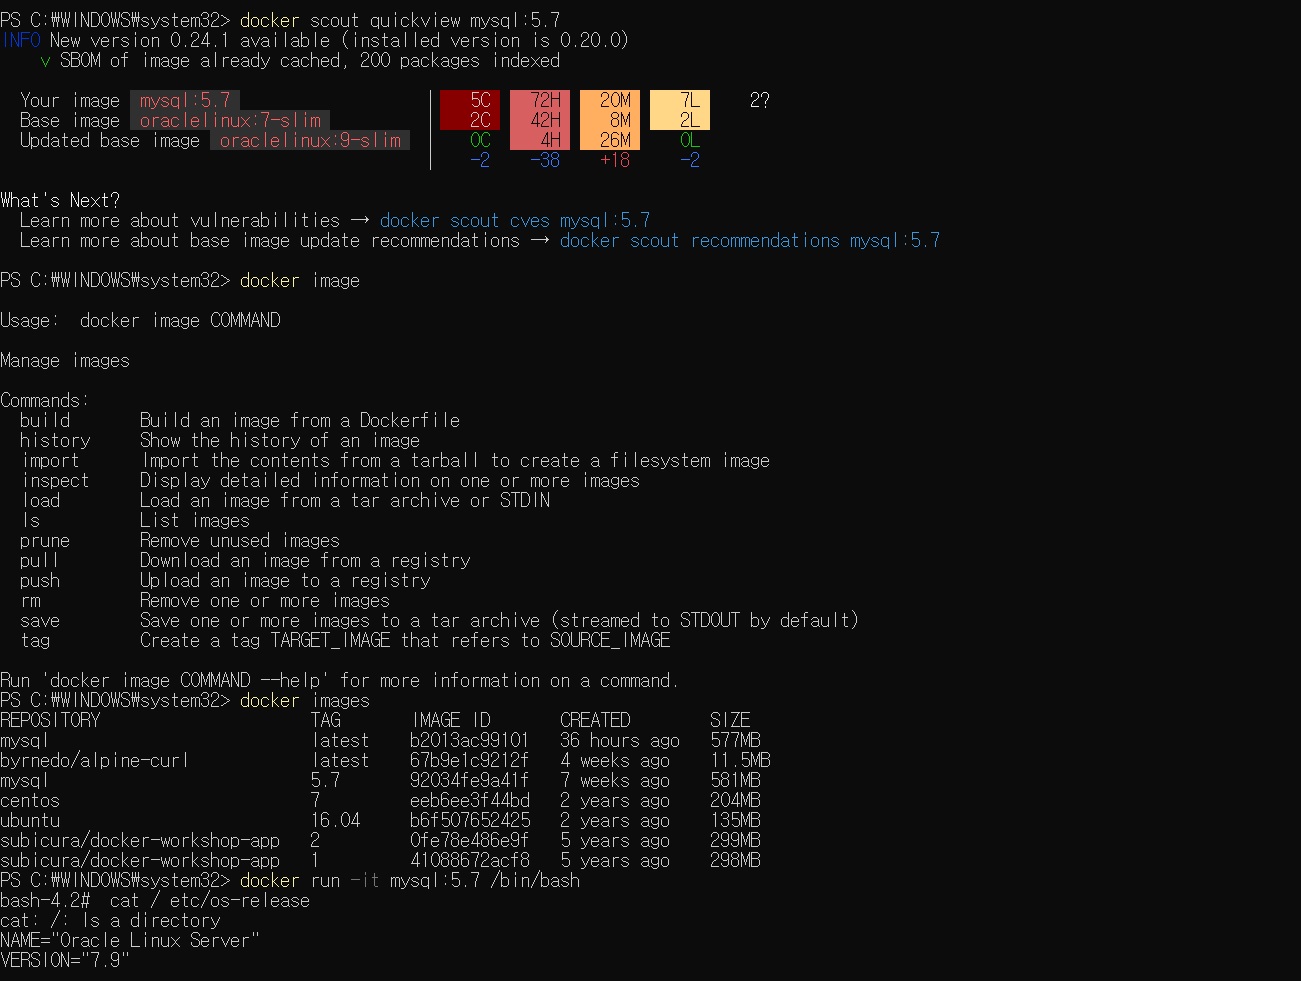 PS C:₩WINDOWS₩system32> docker scout quickview mysql:5.7
INFO New version 0.24.1 available (installed version is 0.20.0)
v SBOM of image already cached, 200 packages indexed
Your image mysql:5.7 | 5C 72H 20M 7L 2?
Base image oraclelinux:7-slim | 2C 42H 8M 2L
Updated base image oraclelinux:9-slim | 0C 4H 26M 0L
| -2 -38 +18 -2
What's Next?
Learn more about vulnerabilities → docker scout cves mysql:5.7
Learn more about base image update recommendations → docker scout recommendations mysql:5.7
PS C:₩WINDOWS₩system32> docker image
Usage:  docker image COMMAND
Manage images
Commands:
build       Build an image from a Dockerfile
history     Show the history of an image
import      Import the contents from a tarball to create a filesystem image
inspect     Display detailed information on one or more images
load        Load an image from a tar archive or STDIN
ls          List images
prune       Remove unused images
pull        Download an image from a registry
push        Upload an image to a registry
rm          Remove one or more images
save        Save one or more images to a tar archive (streamed to STDOUT by default)
tag         Create a tag TARGET_IMAGE that refers to SOURCE_IMAGE
Run 'docker image COMMAND --help' for more information on a command.
PS C:₩WINDOWS₩system32> docker images
REPOSITORY                     TAG       IMAGE ID       CREATED        SIZE
mysql                          latest    b2013ac99101   36 hours ago   577MB
byrnedo/alpine-curl            latest    67b9e1c9212f   4 weeks ago    11.5MB
mysql                          5.7       92034fe9a41f   7 weeks ago    581MB
centos                         7         eeb6ee3f44bd   2 years ago    204MB
ubuntu                         16.04     b6f507652425   2 years ago    135MB
subicura/docker-workshop-app   2         0fe78e486e9f   5 years ago    299MB
subicura/docker-workshop-app   1         41088672acf8   5 years ago    298MB
PS C:₩WINDOWS₩system32> docker run -it mysql:5.7 /bin/bash
bash-4.2#  cat / etc/os-release
cat: /: Is a directory
NAME="Oracle Linux Server"
VERSION="7.9"